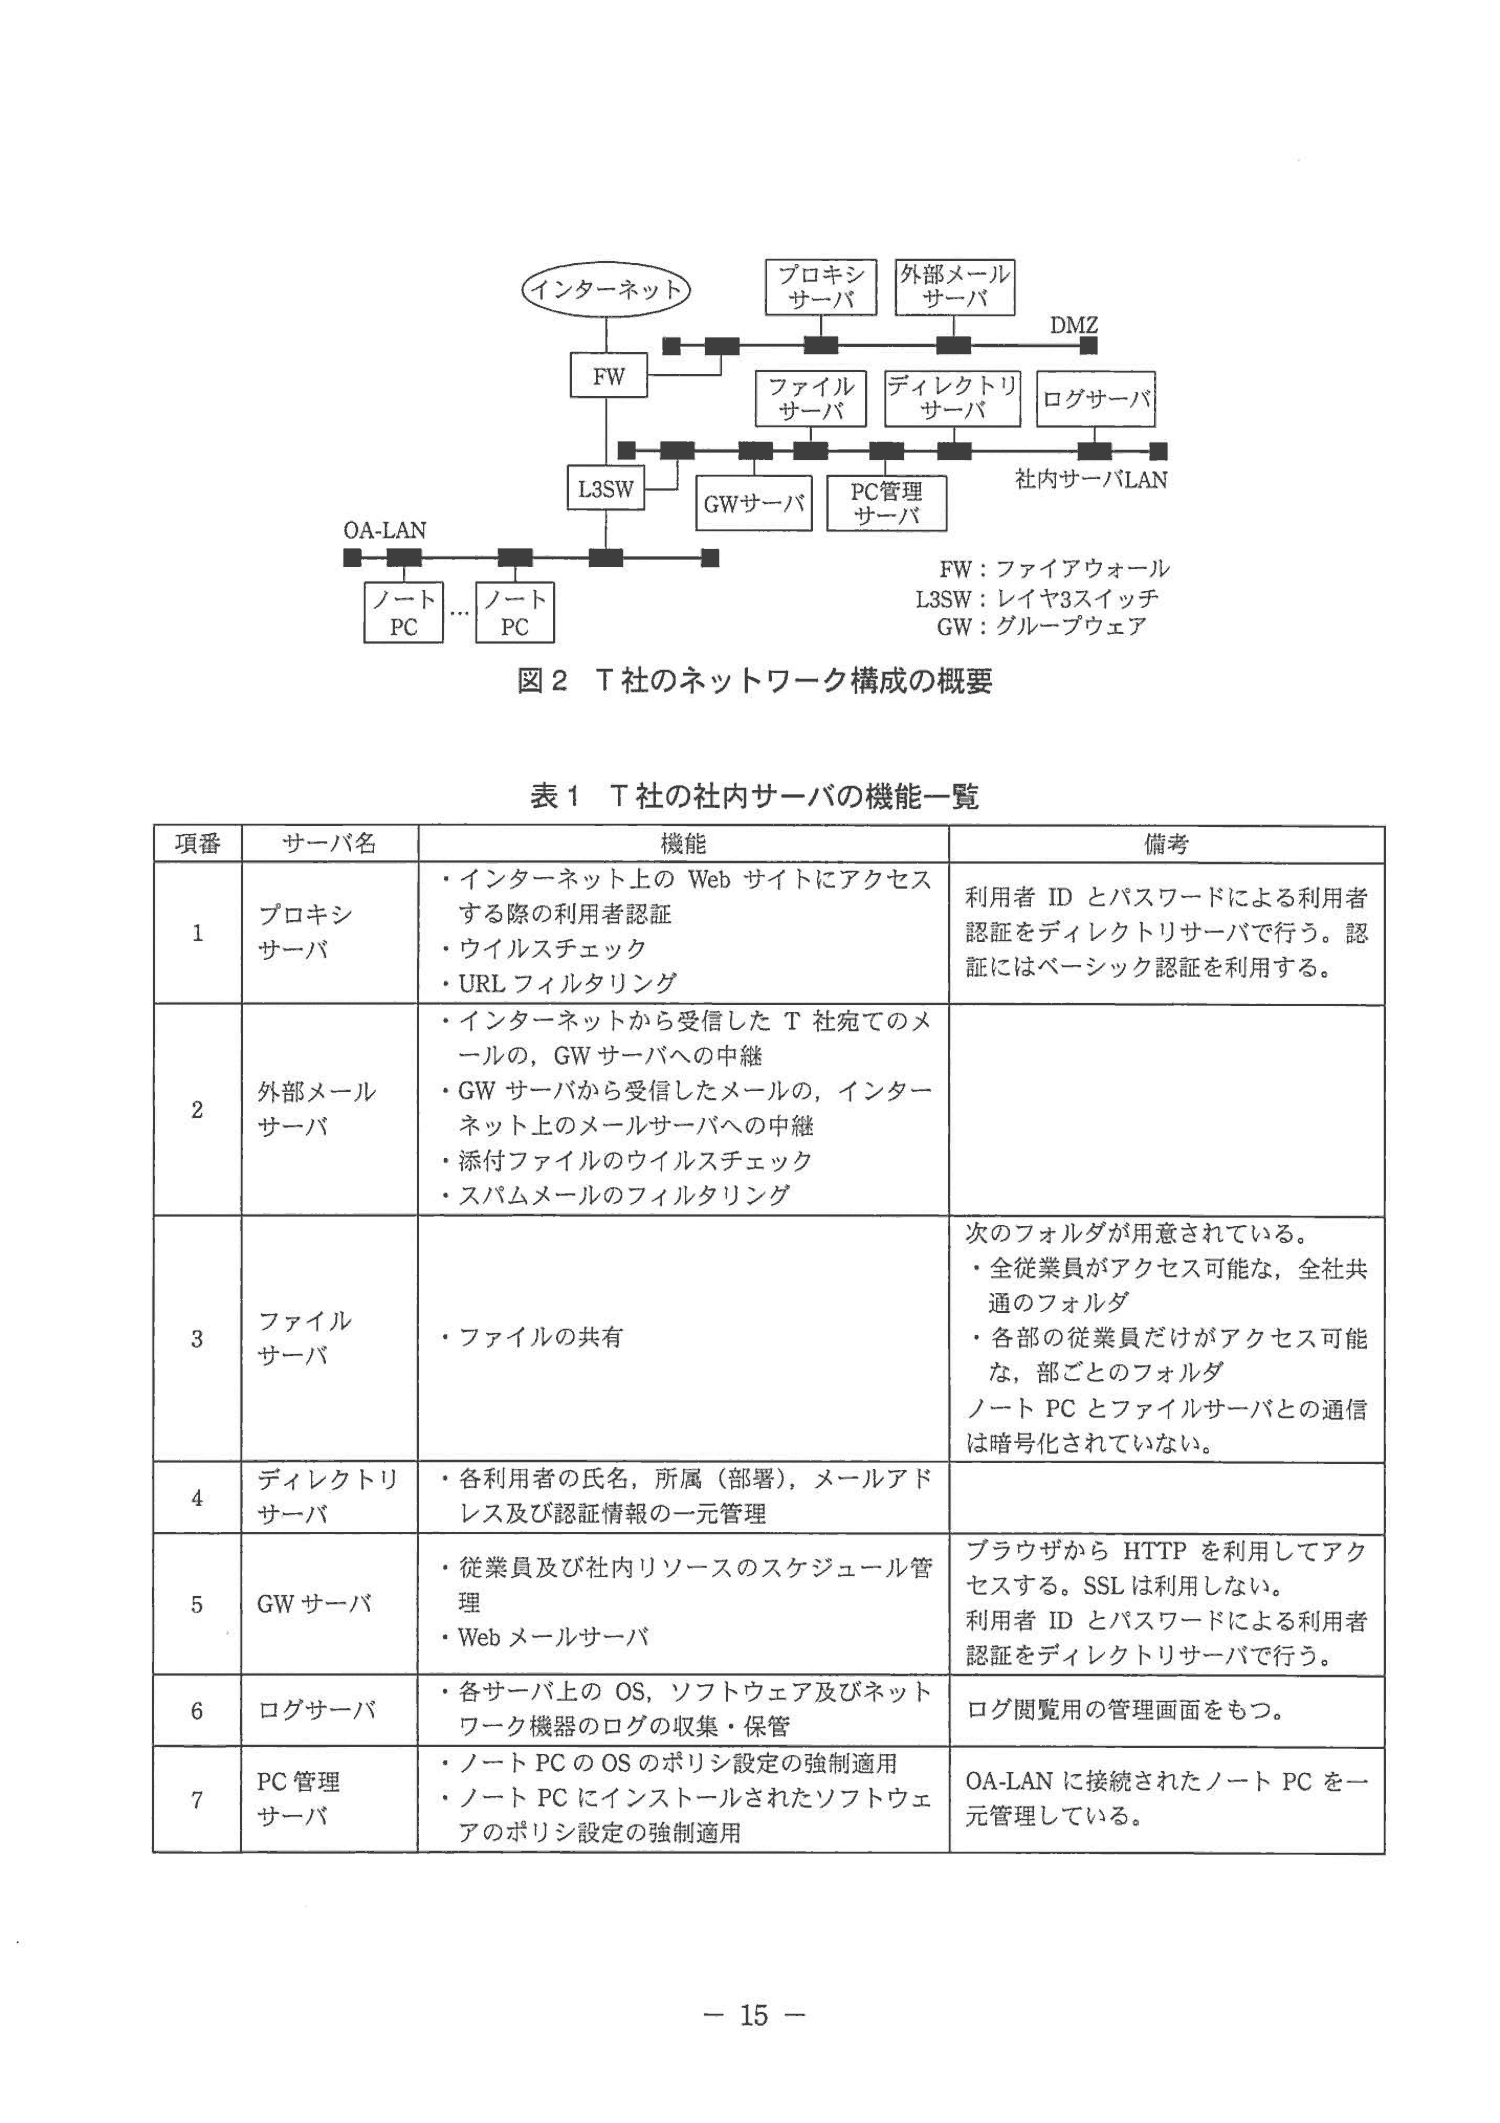 インターネット
プロキシ
サーバ
外部メール
サーバ
DMZ
FW
ファイル
サーバ
ディレクトリ
サーバ
ログサーバ
L3SW
GWサーバ
PC管理
サーバ
社内サーバLAN
OA-LAN
ノート
PC
…
ノート
PC
FW：ファイアウォール
L3SW：レイヤ3スイッチ
GW：グループウェア
図2　T社のネットワーク構成の概要
表1　T社の社内サーバの機能一覧
項番
サーバ名
機能
備考
1
プロキシ
サーバ
・インターネット上の Web サイトにアクセス
する際の利用者認証
・ウイルスチェック
・URL フィルタリング
利用者 ID とパスワードによる利用者
認証をディレクトリサーバで行う。認
証にはベーシック認証を利用する。
2
外部メール
サーバ
・インターネットから受信した T 社宛てのメ
ールの，GW サーバへの中継
・GW サーバから受信したメールの，インター
ネット上のメールサーバへの中継
・添付ファイルのウイルスチェック
・スパムメールのフィルタリング
3
ファイル
サーバ
・ファイルの共有
次のフォルダが用意されている。
・全従業員がアクセス可能な，全社共
通のフォルダ
・各部の従業員だけがアクセス可能
な，部ごとのフォルダ
ノート PC とファイルサーバとの通信
は暗号化されていない。
4
ディレクトリ
サーバ
・各利用者の氏名，所属（部署），メールアド
レス及び認証情報の一元管理
5
GW サーバ
・従業員及び社内リソースのスケジュール管
理
・Web メールサーバ
ブラウザから HTTP を利用してアク
セスする。SSL は利用しない。
利用者 ID とパスワードによる利用者
認証をディレクトリサーバで行う。
6
ログサーバ
・各サーバ上の OS，ソフトウェア及びネット
ワーク機器のログの収集・保管
ログ閲覧用の管理画面をもつ。
7
PC 管理
サーバ
・ノート PC の OS のポリシ設定の強制適用
・ノート PC にインストールされたソフトウェ
アのポリシ設定の強制適用
OA-LAN に接続されたノート PC を一
元管理している。
－ 15 －